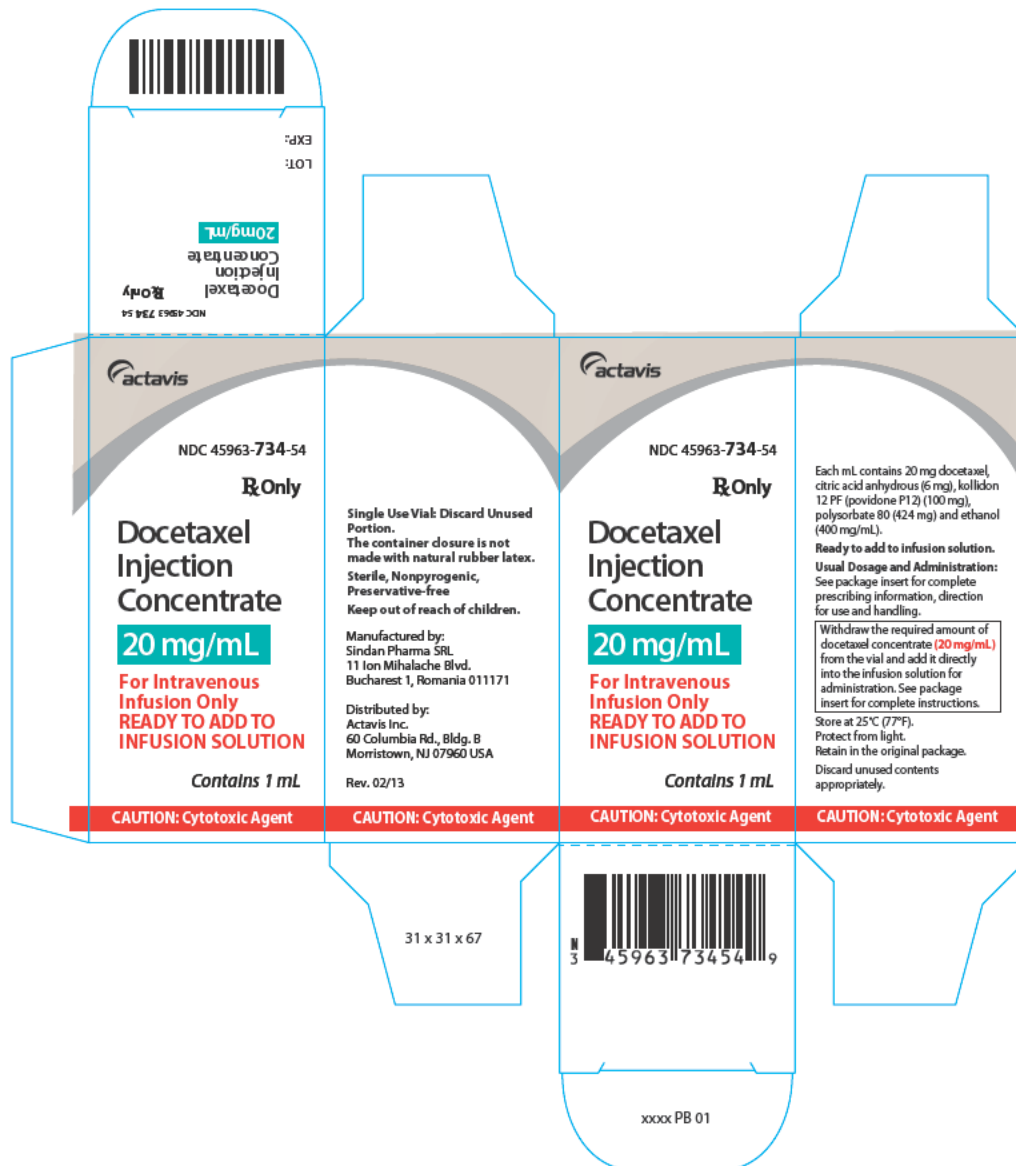 EXP:
LOT:
20mg/mL
Docetaxel
Injection
Concentrate
Rx Only
NDC 45963 734 54
actavis
NDC 45963-734-54
Rx Only
Docetaxel
Injection
Concentrate
20 mg/mL
For Intravenous
Infusion Only
READY TO ADD TO
INFUSION SOLUTION
Contains 1 mL
CAUTION: Cytotoxic Agent
Single Use Vial: Discard Unused
Portion.
The container closure is not
made with natural rubber latex.
Sterile, Nonpyrogenic,
Preservative-free
Keep out of reach of children.
Manufactured by:
Sindan Pharma SRL
11 Ion Mihalache Blvd.
Bucharest 1, Romania 011171
Distributed by:
Actavis Inc.
60 Columbia Rd., Bldg. B
Morristown, NJ 07960 USA
Rev. 02/13
CAUTION: Cytotoxic Agent
actavis
NDC 45963-734-54
Rx Only
Docetaxel
Injection
Concentrate
20 mg/mL
For Intravenous
Infusion Only
READY TO ADD TO
INFUSION SOLUTION
Contains 1 mL
CAUTION: Cytotoxic Agent
Each mL contains 20 mg docetaxel,
citric acid anhydrous (6 mg), kollidon
12 PF (povidone P12) (100 mg),
polysorbate 80 (424 mg) and ethanol
(400 mg/mL).
Ready to add to infusion solution.
Usual Dosage and Administration:
See package insert for complete
prescribing information, direction
for use and handling.
Withdraw the required amount of
docetaxel concentrate (20 mg/mL)
from the vial and add it directly
into the infusion solution for
administration. See package
insert for complete instructions.
Store at 25°C (77°F).
Protect from light.
Retain in the original package.
Discard unused contents
appropriately.
CAUTION: Cytotoxic Agent
31 x 31 x 67
N
3 45963 73454 9
xxxx PB 01